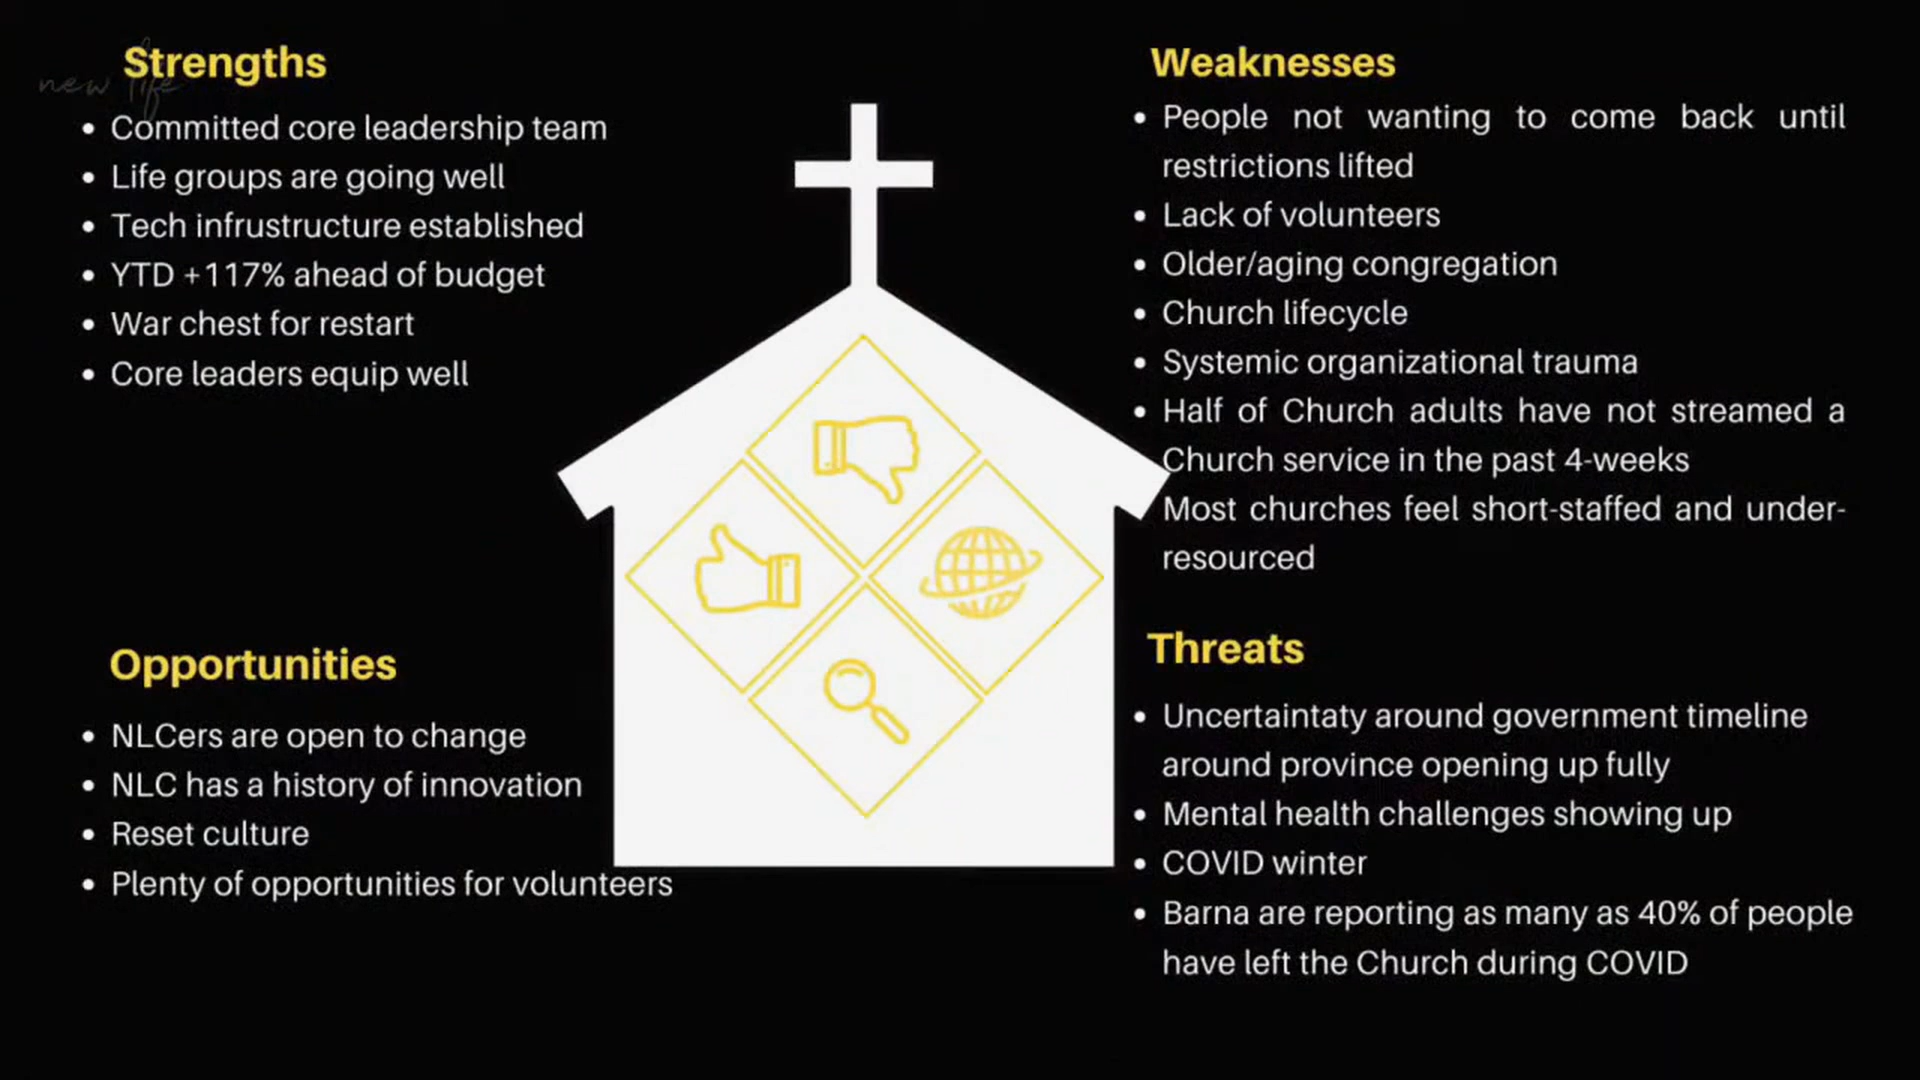 new life
Strengths
• Committed core leadership team
• Life groups are going well
• Tech infrustructure established
• YTD +117% ahead of budget
• War chest for restart
• Core leaders equip well
Weaknesses
• People not wanting to come back until
restrictions lifted
• Lack of volunteers
• Older/aging congregation
• Church lifecycle
• Systemic organizational trauma
• Half of Church adults have not streamed a
Church service in the past 4-weeks
Most churches feel short-staffed and under-
resourced
Opportunities
• NLCers are open to change
• NLC has a history of innovation
• Reset culture
• Plenty of opportunities for volunteers
Threats
• Uncertaintaty around government timeline
around province opening up fully
• Mental health challenges showing up
• COVID winter
• Barna are reporting as many as 40% of people
have left the Church during COVID